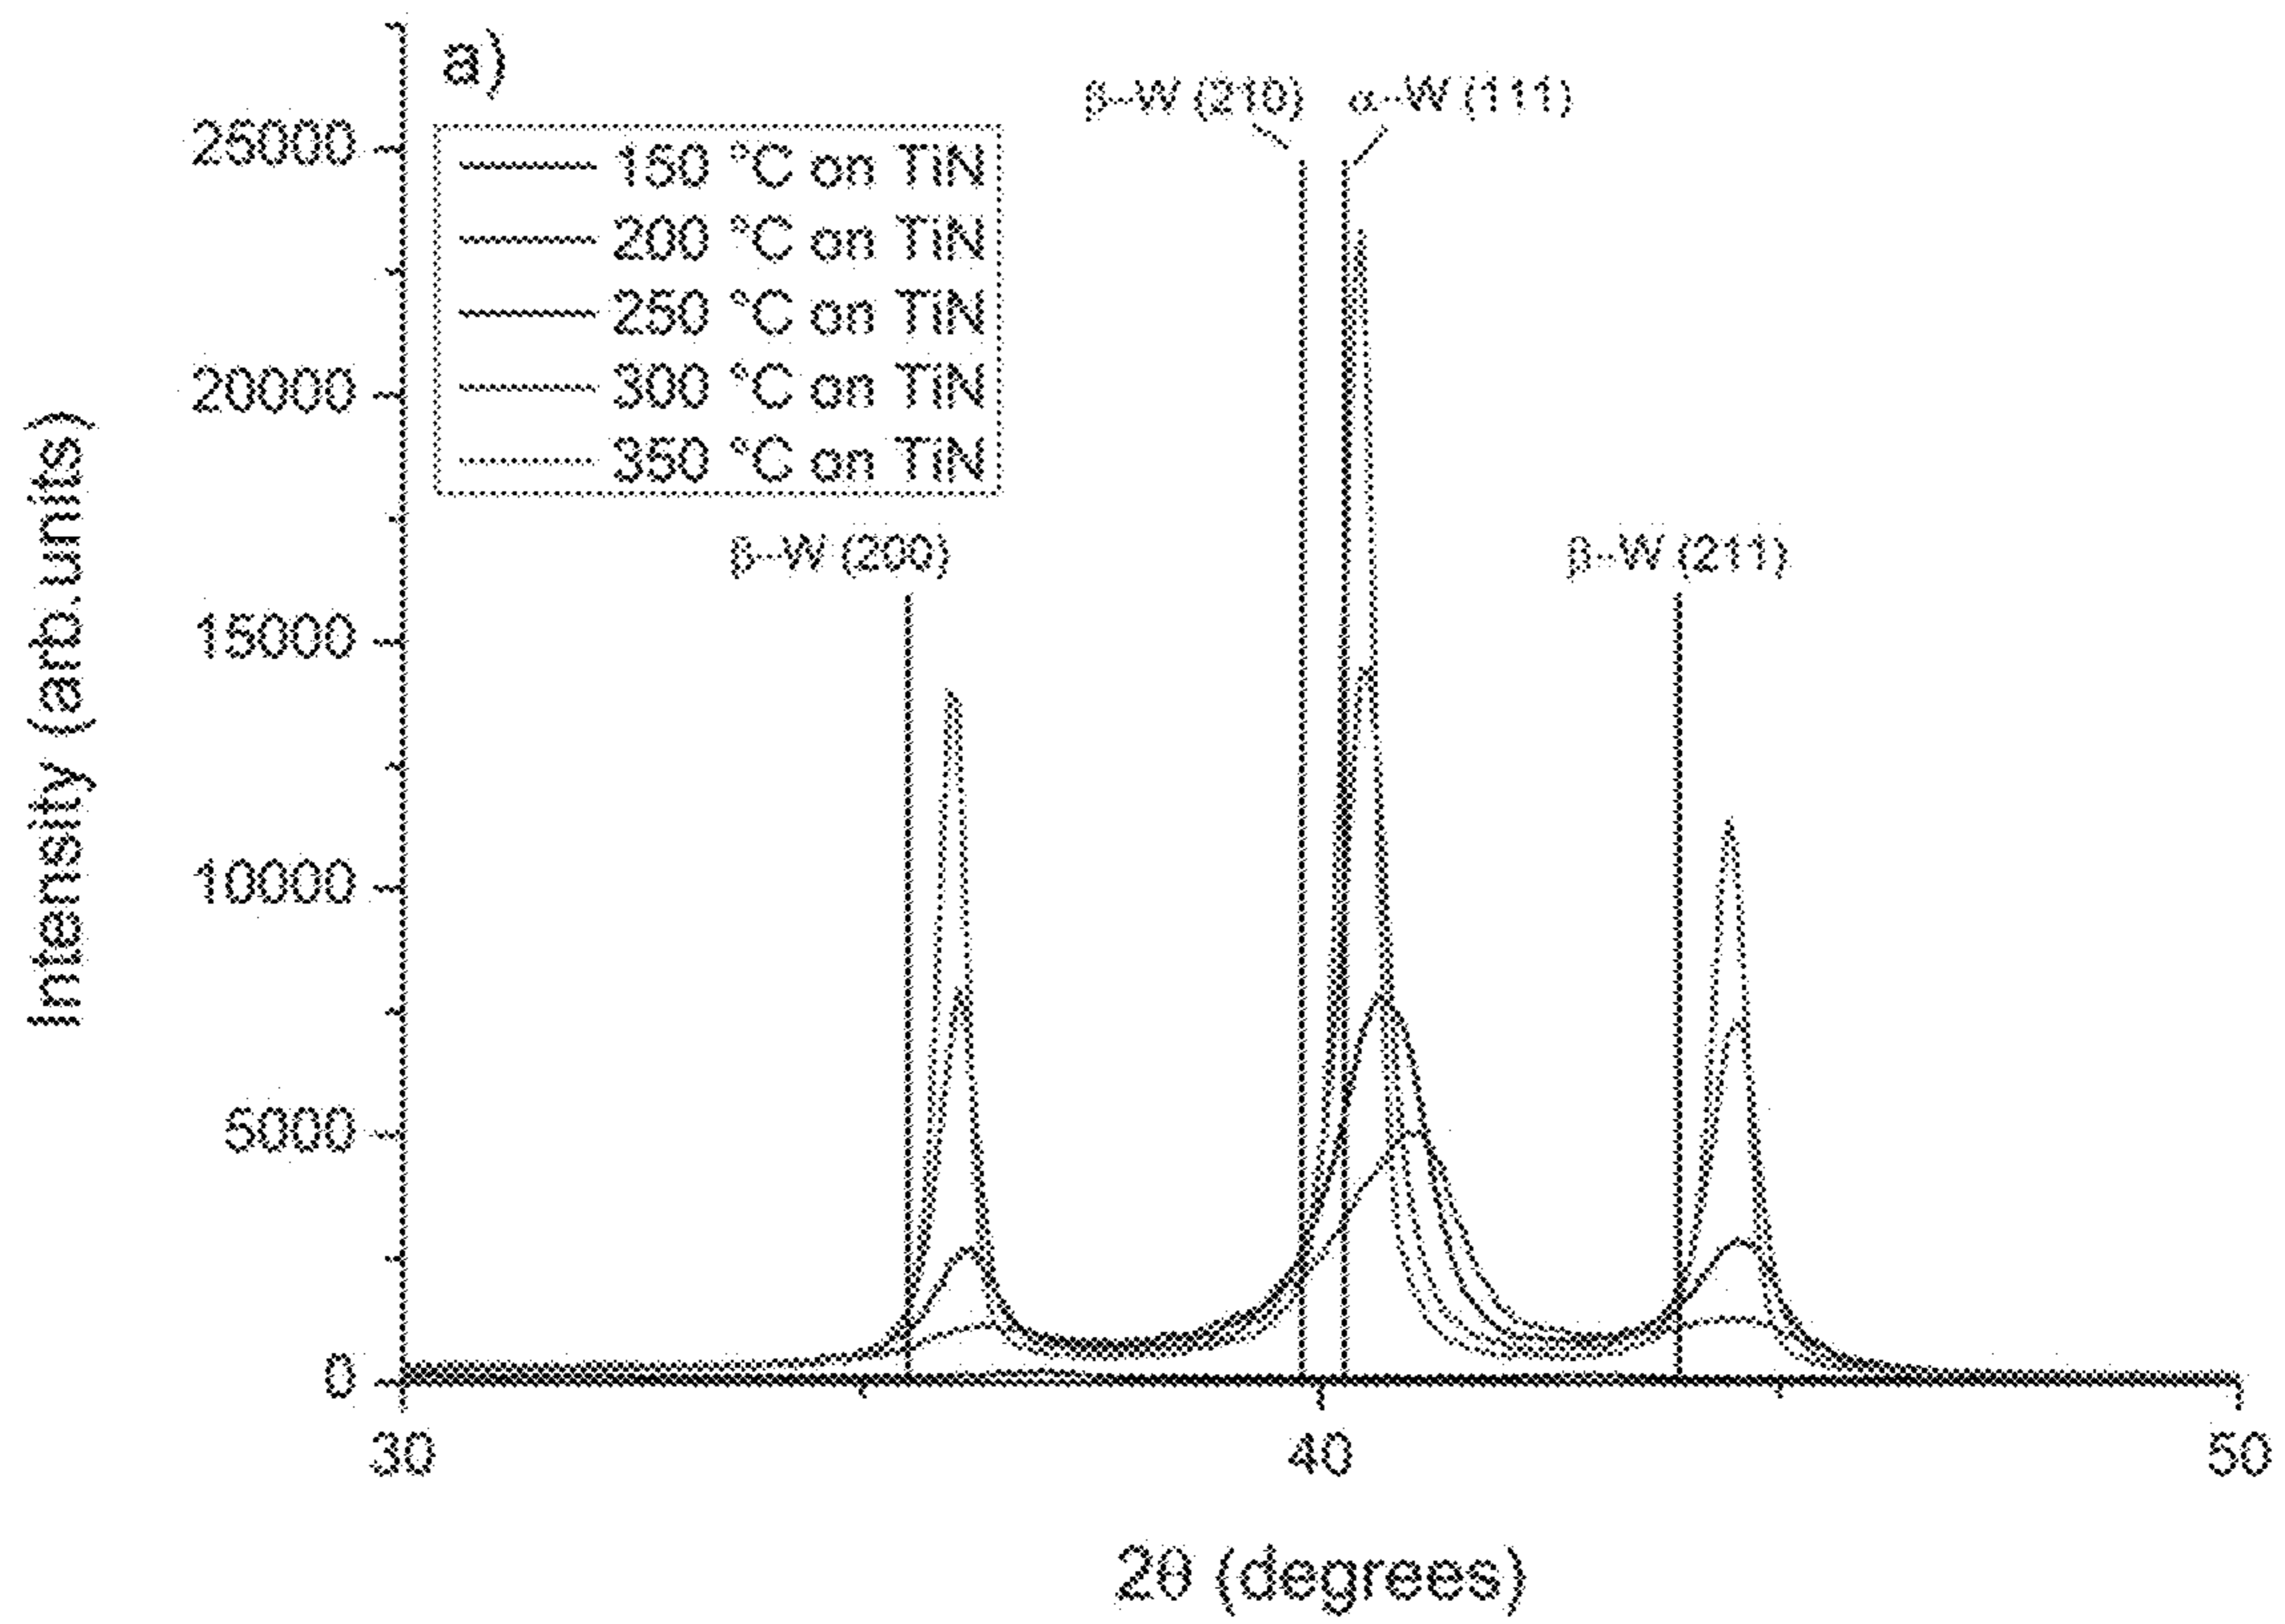 a)
β-W (210) α-W (111)
25000
150 °C on TiN
200 °C on TiN
250 °C on TiN
300 °C on TiN
350 °C on TiN
20000
β-W (200)
β-W (211)
15000
10000
5000
0
Intensity (arb.units)
30 40 50
2θ (degrees)